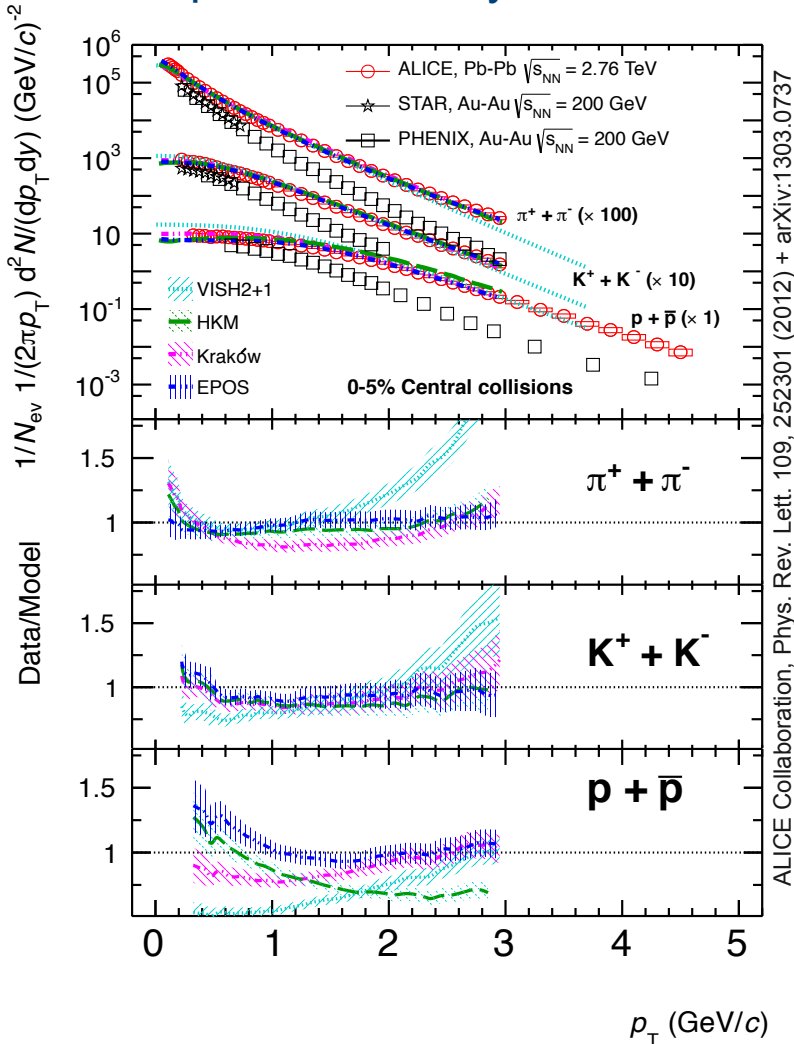 10^6
10^5
10^3
10
10^-1
10^-3
1/N_ev 1/(2πp_T) d^2 N/(dp_T dy) (GeV/c)^-2
ALICE, Pb-Pb √s_NN = 2.76 TeV
STAR, Au-Au √s_NN = 200 GeV
PHENIX, Au-Au √s_NN = 200 GeV
π^+ + π^- (× 100)
K^+ + K^- (× 10)
p + p̅ (× 1)
VISH2+1
HKM
Kraków
EPOS
0-5% Central collisions
Data/Model
1.5
π^+ + π^-
1
1.5
K^+ + K^-
1
1.5
p + p̅
1
0 1 2 3 4 5
p_T (GeV/c)
ALICE Collaboration, Phys. Rev. Lett. 109, 252301 (2012) + arXiv:1303.0737